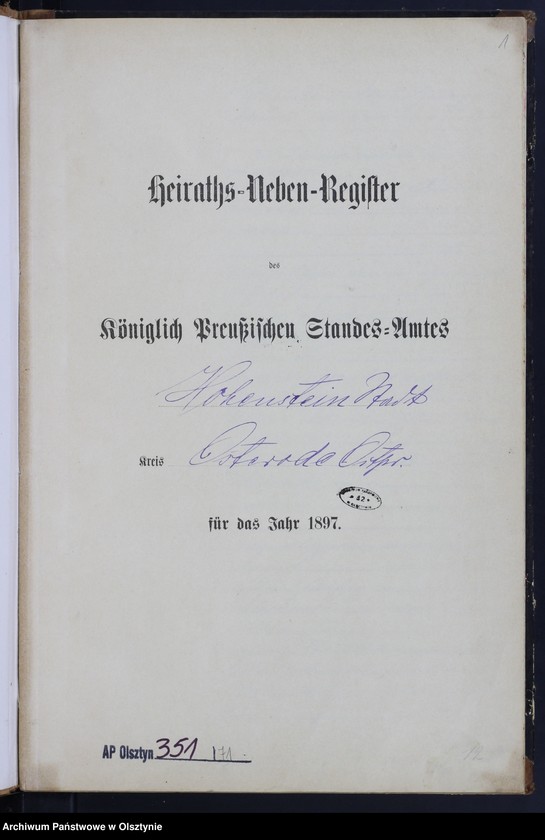 1
Heiraths-Neben-Register
des
Königlich Preußischen Standes-Amtes
Hohenstein Stadt
Kreis Osterode Ostpr.
für das Jahr 1897.
AP Olsztyn 351 171
Archiwum Państwowe w Olsztynie